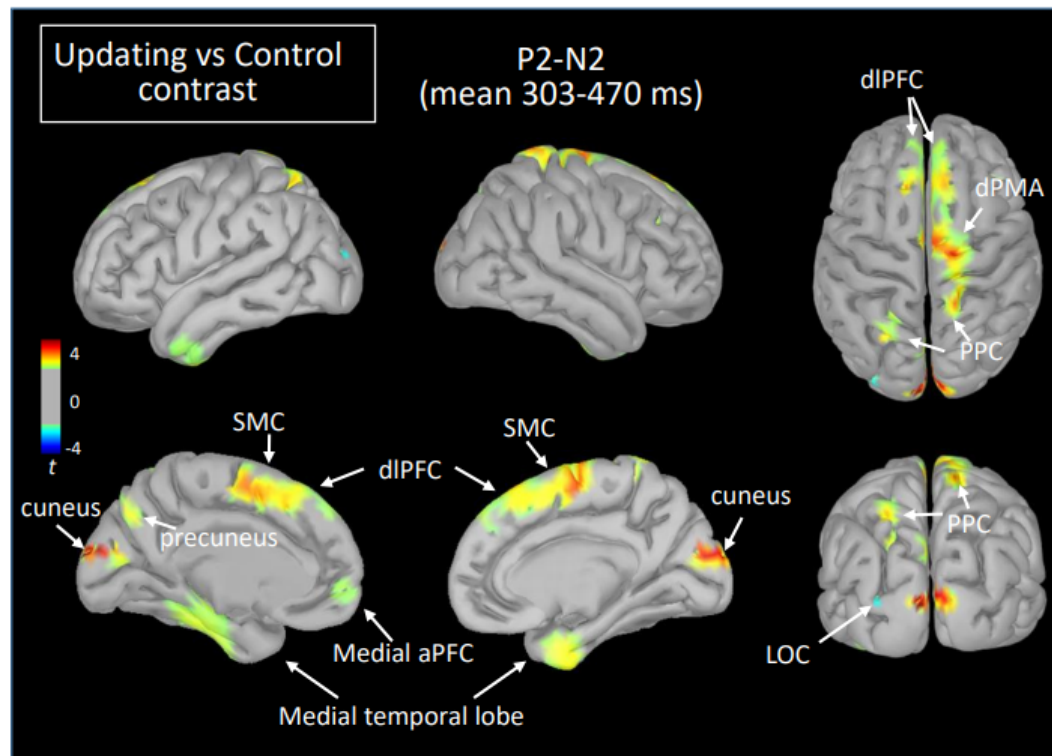 Updating vs Control
contrast
P2-N2
(mean 303-470 ms)
dlPFC
dPMA
PPC
4
0
-4
t
SMC
SMC
dlPFC
cuneus
precuneus
cuneus
PPC
Medial aPFC
LOC
Medial temporal lobe